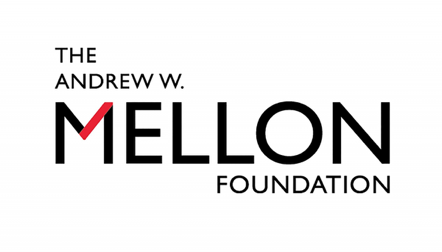 THE
ANDREW W.
MELLON
FOUNDATION